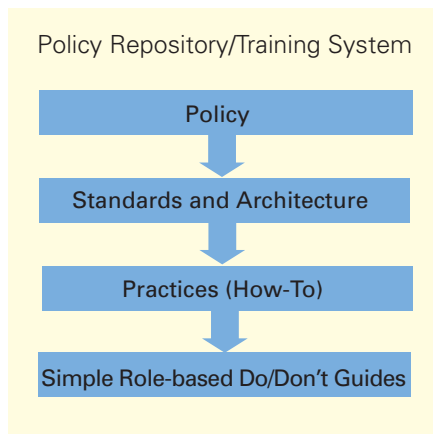 Policy Repository/Training System
Policy
Standards and Architecture
Practices (How-To)
Simple Role-based Do/Don't Guides